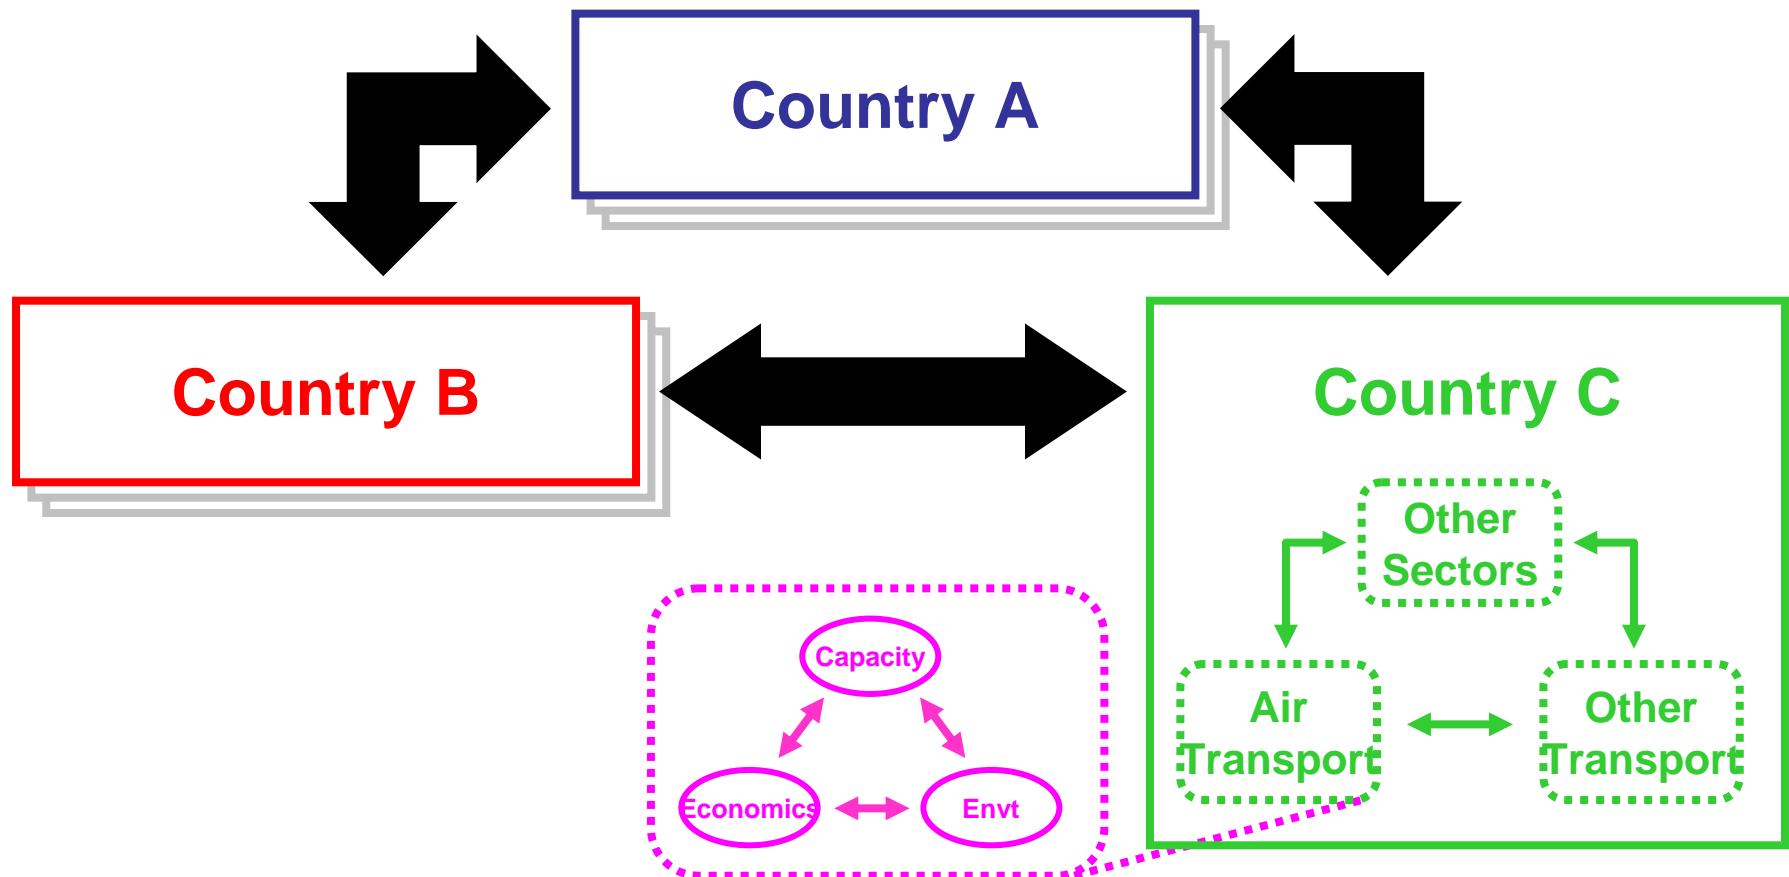 Country A
Country B
Country C
Other
Sectors
Capacity
Air
Transport
Other
Transport
Economics
Envt